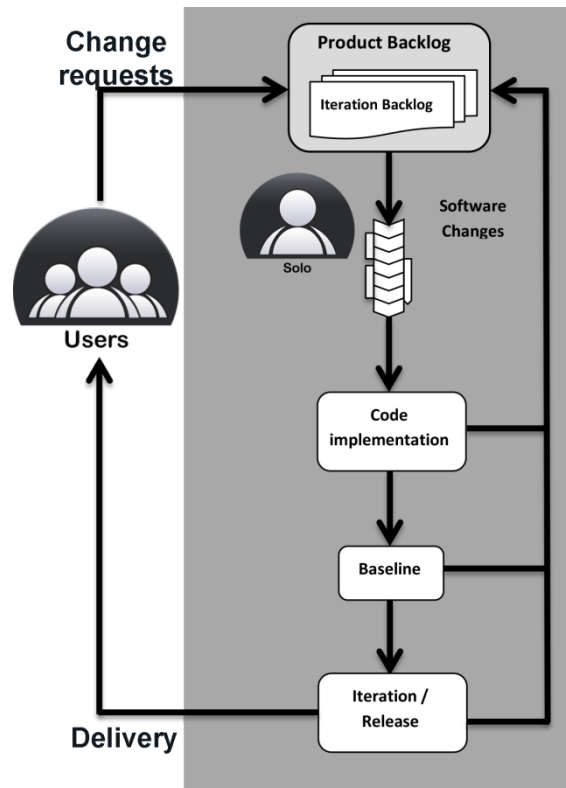 Change
requests
Product Backlog
Iteration Backlog
Software
Changes
Solo
Users
Code
implementation
Baseline
Iteration /
Release
Delivery